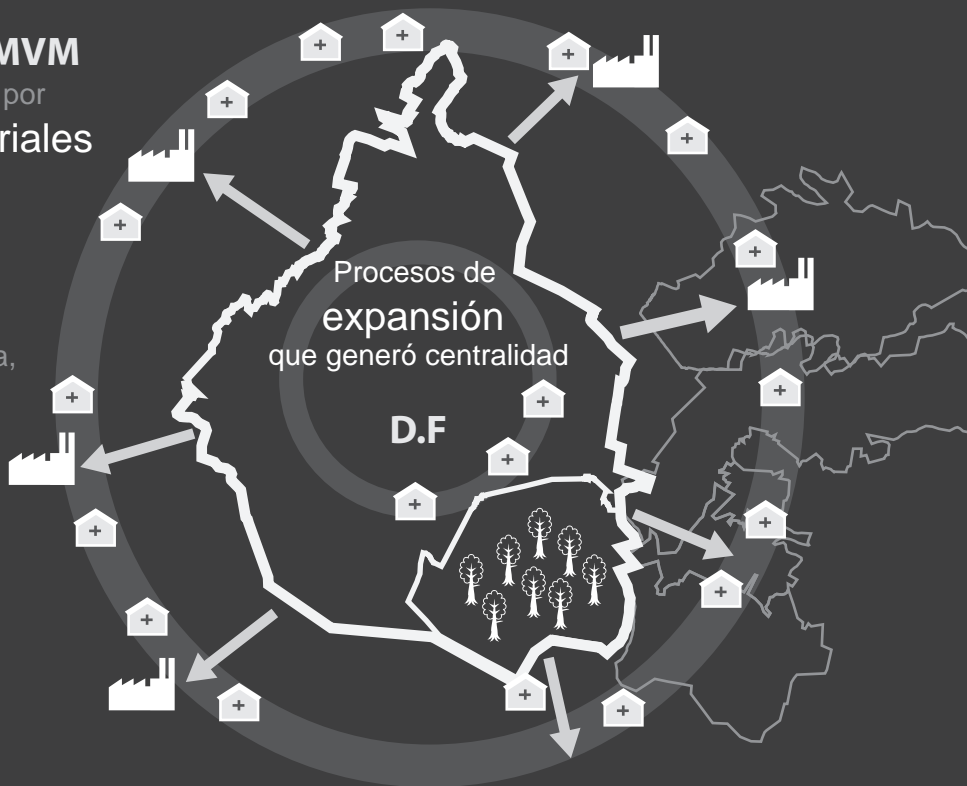 MVM
por
riales
a,
Procesos de
expansión
que generó centralidad
D.F